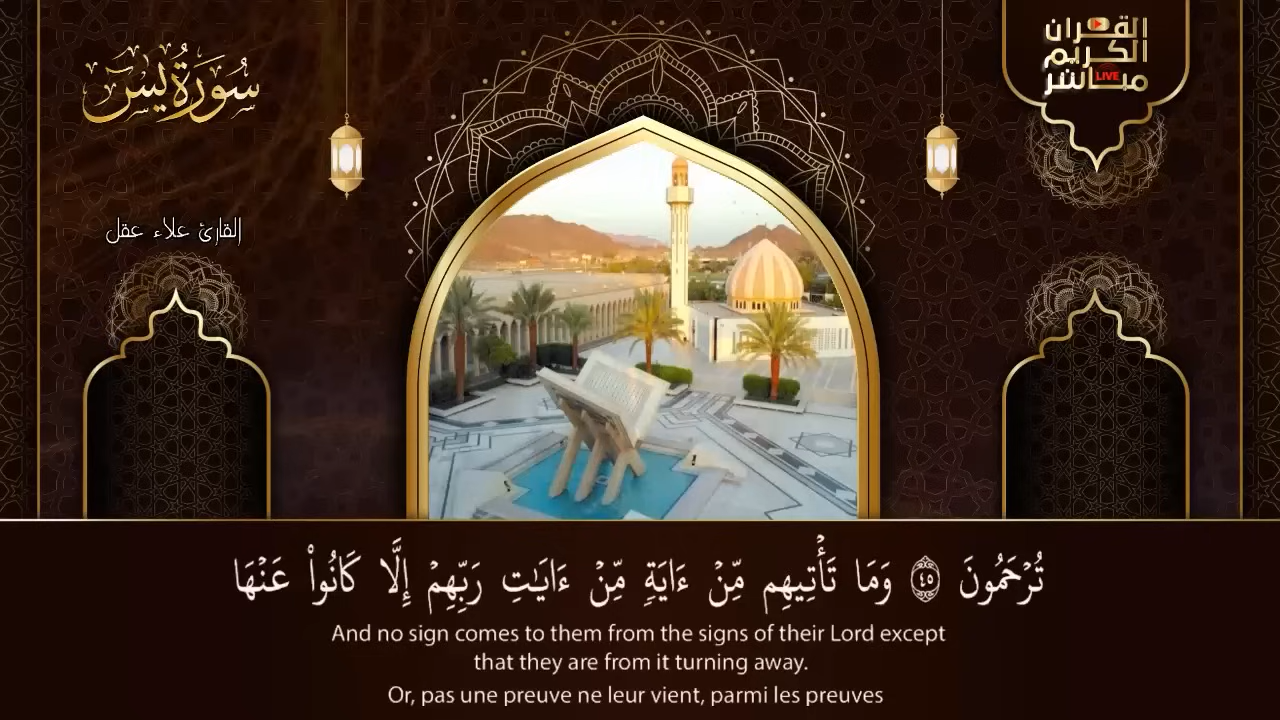 سُورَةُ يسٓ
القرآن
الكريم
مباشر
LIVE
القارئ علاء عقل
تُرۡحَمُونَ ٤٥ وَمَا تَأۡتِيهِم مِّنۡ ءَايَةٖ مِّنۡ ءَايَٰتِ رَبِّهِمۡ إِلَّا كَانُواْ عَنۡهَا
And no sign comes to them from the signs of their Lord except
that they are from it turning away.
Or, pas une preuve ne leur vient, parmi les preuves